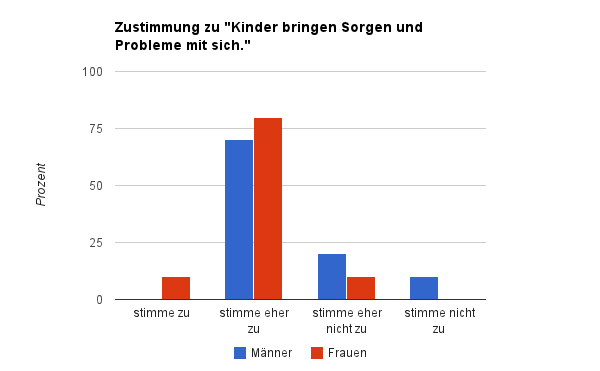 Zustimmung zu "Kinder bringen Sorgen und
Probleme mit sich."
100
75
50
25
0
Prozent
stimme zu
stimme eher
zu
stimme eher
nicht zu
stimme nicht
zu
Männer
Frauen